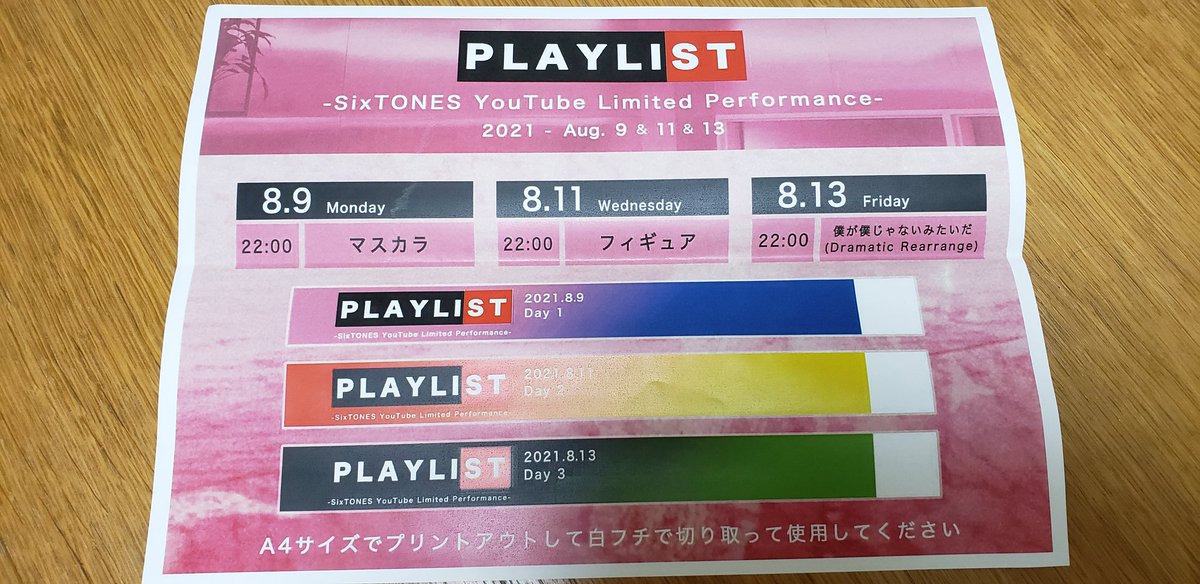 PLAYLIST
-SixTONES YouTube Limited Performance-
2021 - Aug. 9 & 11 & 13
8.9 Monday
22:00 マスカラ
8.11 Wednesday
22:00 フィギュア
8.13 Friday
22:00 僕が僕じゃないみたいだ
(Dramatic Rearrange)
PLAYLIST
2021.8.9
Day 1
-SixTONES YouTube Limited Performance-
PLAYLIST
2021.8.11
Day 2
-SixTONES YouTube Limited Performance-
PLAYLIST
2021.8.13
Day 3
-SixTONES YouTube Limited Performance-
A4サイズでプリントアウトして白フチで切り取って使用してください